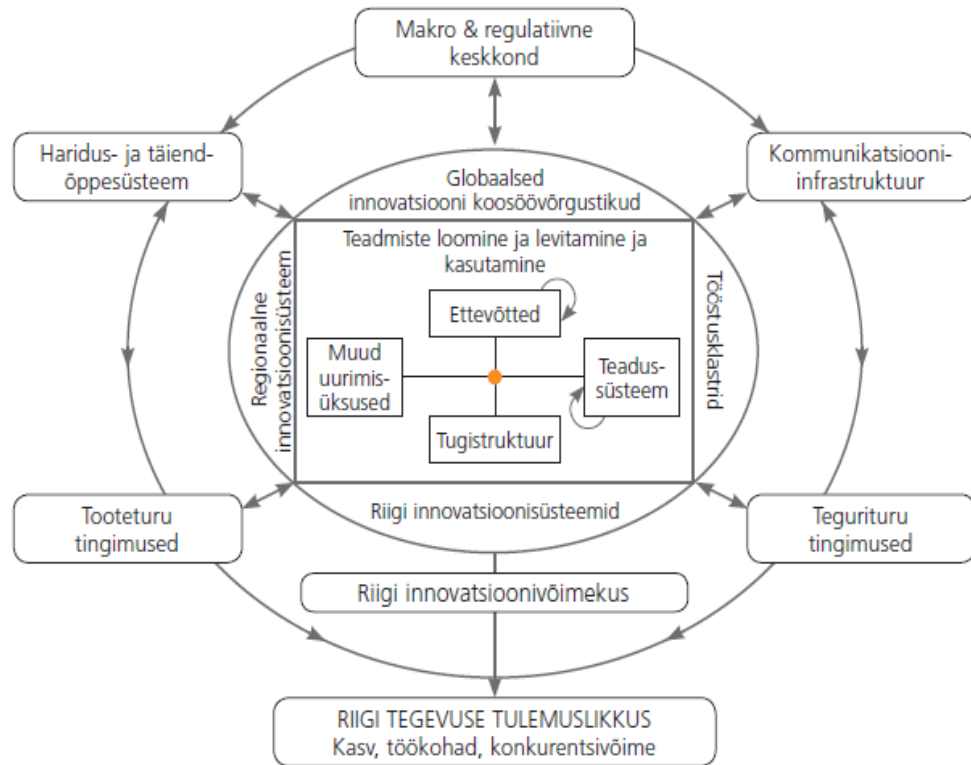 Makro & regulatiivne
keskkond
Haridus- ja täiend-
õppesüsteem
Kommunikatsiooni-
infrastruktuur
Globaalsed
innovatsiooni koosöövõrgustikud
Teadmiste loomine ja levitamine ja
kasutamine
Regionaalne
innovatsioonisüsteem
Ettevõtted
Muud
uurimis-
üksused
Teadus-
süsteem
Tugistruktuur
Tööstusklastrid
Riigi innovatsioonisüsteemid
Tooteturu
tingimused
Tegurituru
tingimused
Riigi innovatsioonivõimekus
RIIGI TEGEVUSE TULEMUSLIKKUS
Kasv, töökohad, konkurentsivõime